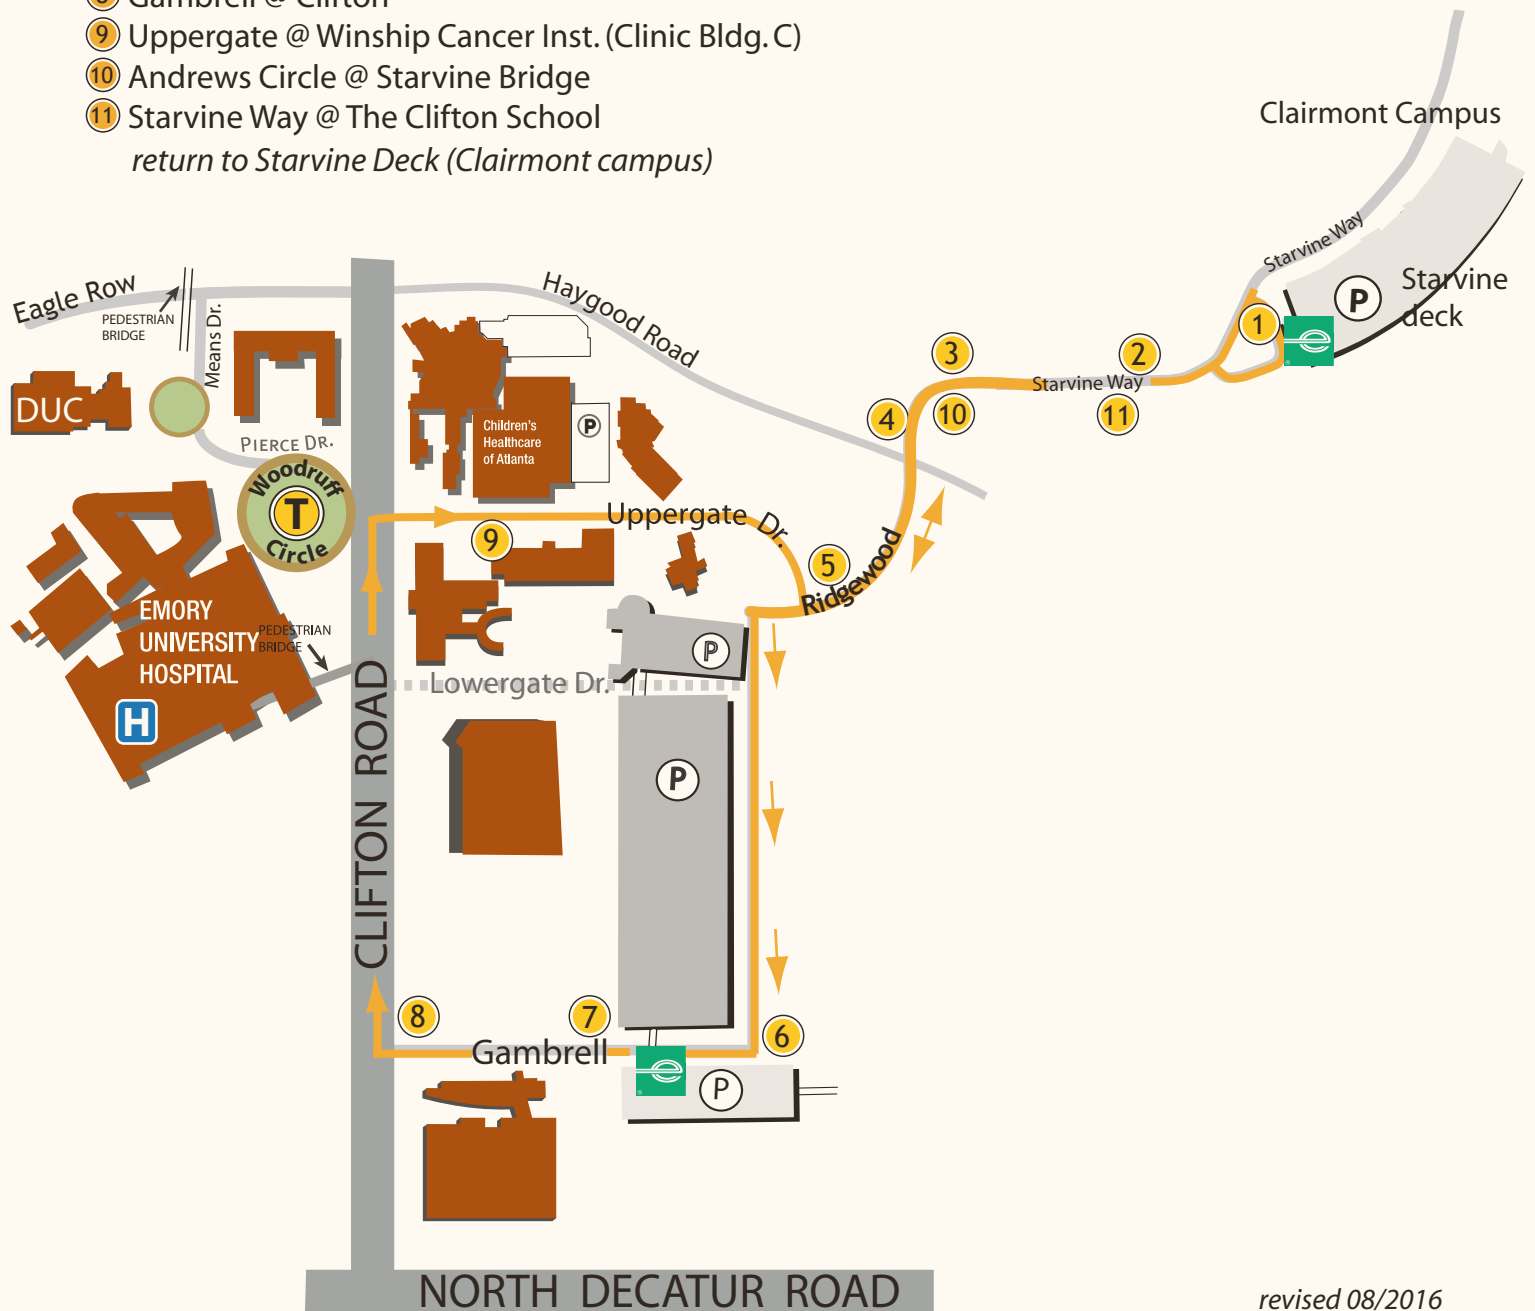 8 Gambrell @ Clifton
9 Uppergate @ Winship Cancer Inst. (Clinic Bldg. C)
10 Andrews Circle @ Starvine Bridge
11 Starvine Way @ The Clifton School
return to Starvine Deck (Clairmont campus)
Clairmont Campus
Starvine Way
Starvine
deck
P
1
e
Eagle Row
PEDESTRIAN
BRIDGE
Means Dr.
Haygood Road
3
2
Starvine Way
4
10
11
DUC
PIERCE DR.
Children's
Healthcare
of Atlanta
P
Woodruff
T
Circle
Uppergate Dr.
9
5
Ridgewood
EMORY
UNIVERSITY
HOSPITAL
H
PEDESTRIAN
BRIDGE
P
Lowergate Dr.
CLIFTON ROAD
P
8
7
6
Gambrell
e
P
NORTH DECATUR ROAD
revised 08/2016